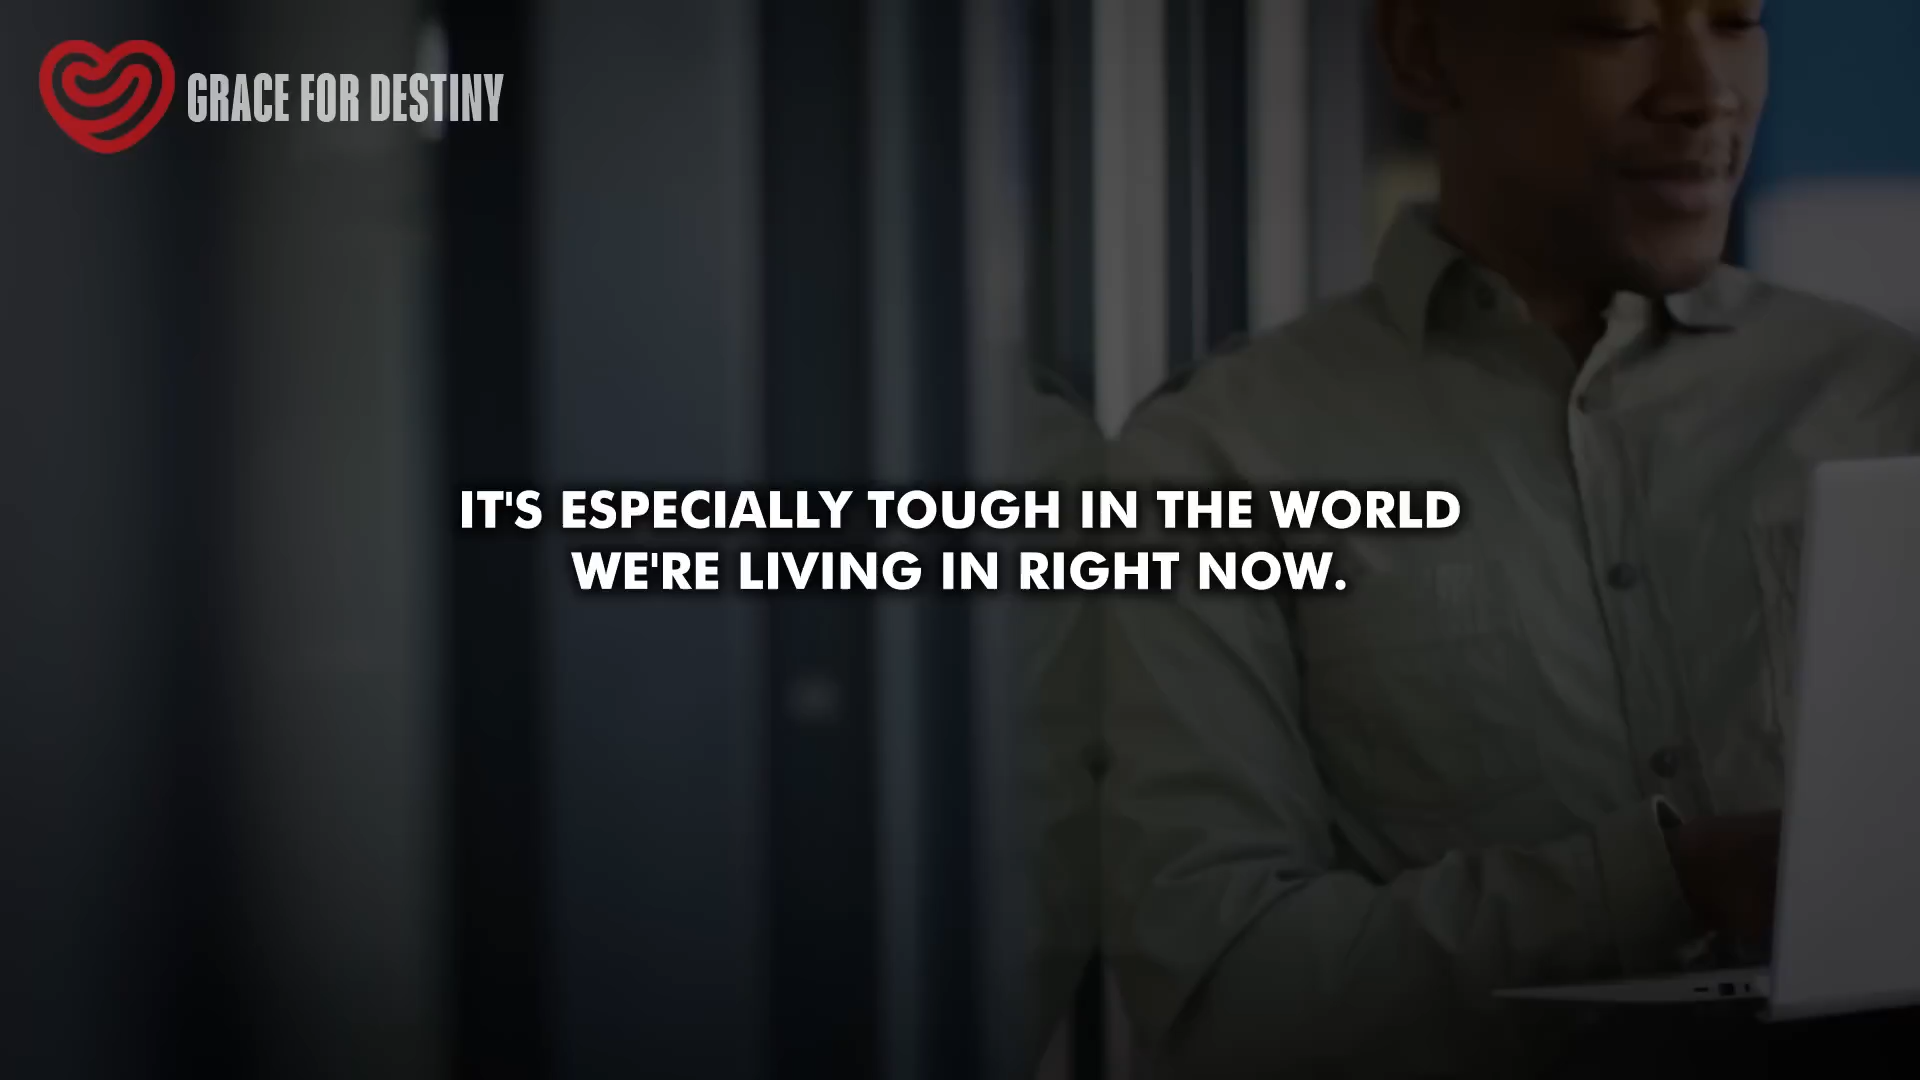 GRACE FOR DESTINY
IT'S ESPECIALLY TOUGH IN THE WORLD
WE'RE LIVING IN RIGHT NOW.